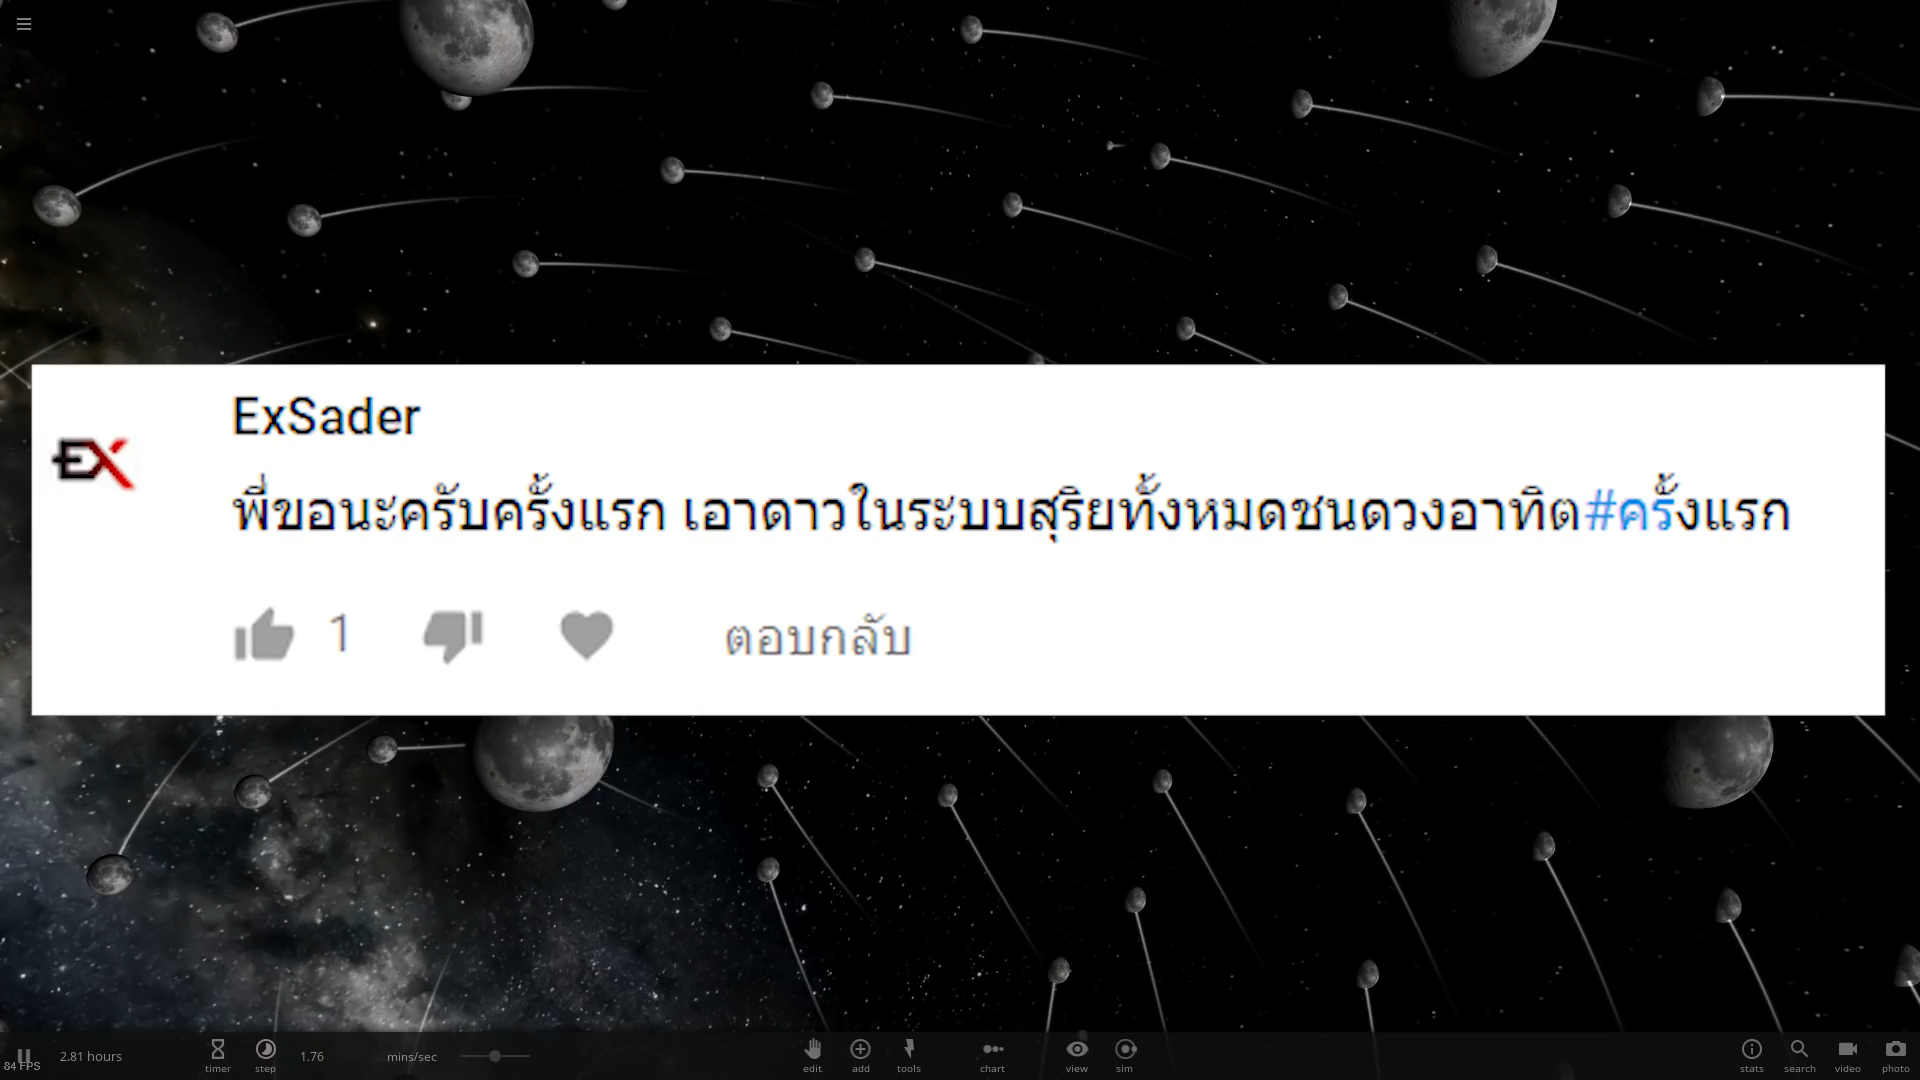 ExSader
EX
พี่ขอนะครับครั้งแรก เอาดาวในระบบสุริยทั้งหมดชนดวงอาทิต#ครั้งแรก
1 ตอบกลับ
84 FPS
2.81 hours
timer
step
1.76
mins/sec
edit
add
tools
chart
view
sim
stats
search
video
photo